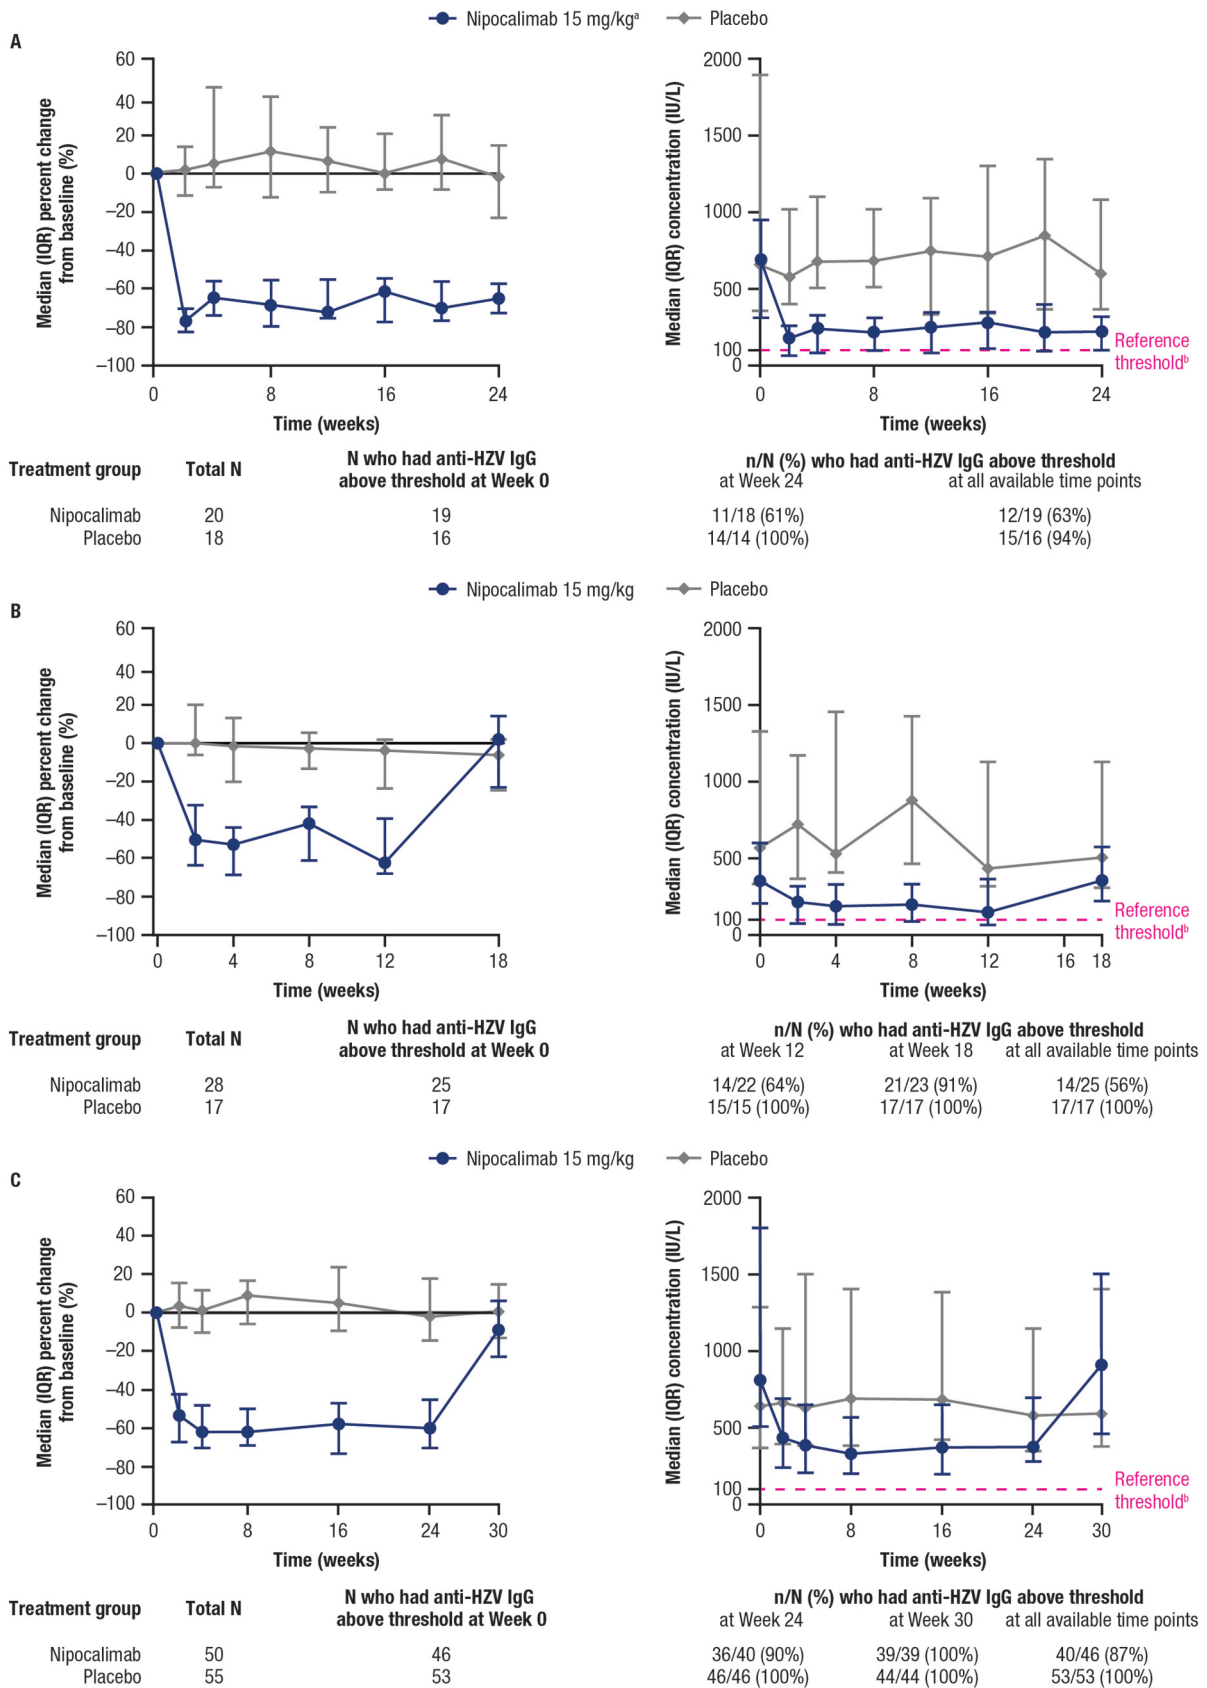 Nipocalimab 15 mg/kgᵃ Placebo
A
Median (IQR) percent change
from baseline (%)
60
40
20
0
–20
–40
–60
–80
–100
0 8 16 24
Time (weeks)
Median (IQR) concentration (IU/L)
2000
1500
1000
500
100
0
Reference
thresholdᵇ
0 8 16 24
Time (weeks)
Treatment group Total N N who had anti-HZV IgG
above threshold at Week 0
n/N (%) who had anti-HZV IgG above threshold
at Week 24 at all available time points
Nipocalimab 20 19 11/18 (61%) 12/19 (63%)
Placebo 18 16 14/14 (100%) 15/16 (94%)
Nipocalimab 15 mg/kg Placebo
B
Median (IQR) percent change
from baseline (%)
60
40
20
0
–20
–40
–60
–80
–100
0 4 8 12 18
Time (weeks)
Median (IQR) concentration (IU/L)
2000
1500
1000
500
100
0
Reference
thresholdᵇ
0 4 8 12 16 18
Time (weeks)
Treatment group Total N N who had anti-HZV IgG
above threshold at Week 0
n/N (%) who had anti-HZV IgG above threshold
at Week 12 at Week 18 at all available time points
Nipocalimab 28 25 14/22 (64%) 21/23 (91%) 14/25 (56%)
Placebo 17 17 15/15 (100%) 17/17 (100%) 17/17 (100%)
Nipocalimab 15 mg/kg Placebo
C
Median (IQR) percent change
from baseline (%)
60
40
20
0
–20
–40
–60
–80
–100
0 8 16 24 30
Time (weeks)
Median (IQR) concentration (IU/L)
2000
1500
1000
500
100
0
Reference
thresholdᵇ
0 8 16 24 30
Time (weeks)
Treatment group Total N N who had anti-HZV IgG
above threshold at Week 0
n/N (%) who had anti-HZV IgG above threshold
at Week 24 at Week 30 at all available time points
Nipocalimab 50 46 36/40 (90%) 39/39 (100%) 40/46 (87%)
Placebo 55 53 46/46 (100%) 44/44 (100%) 53/53 (100%)